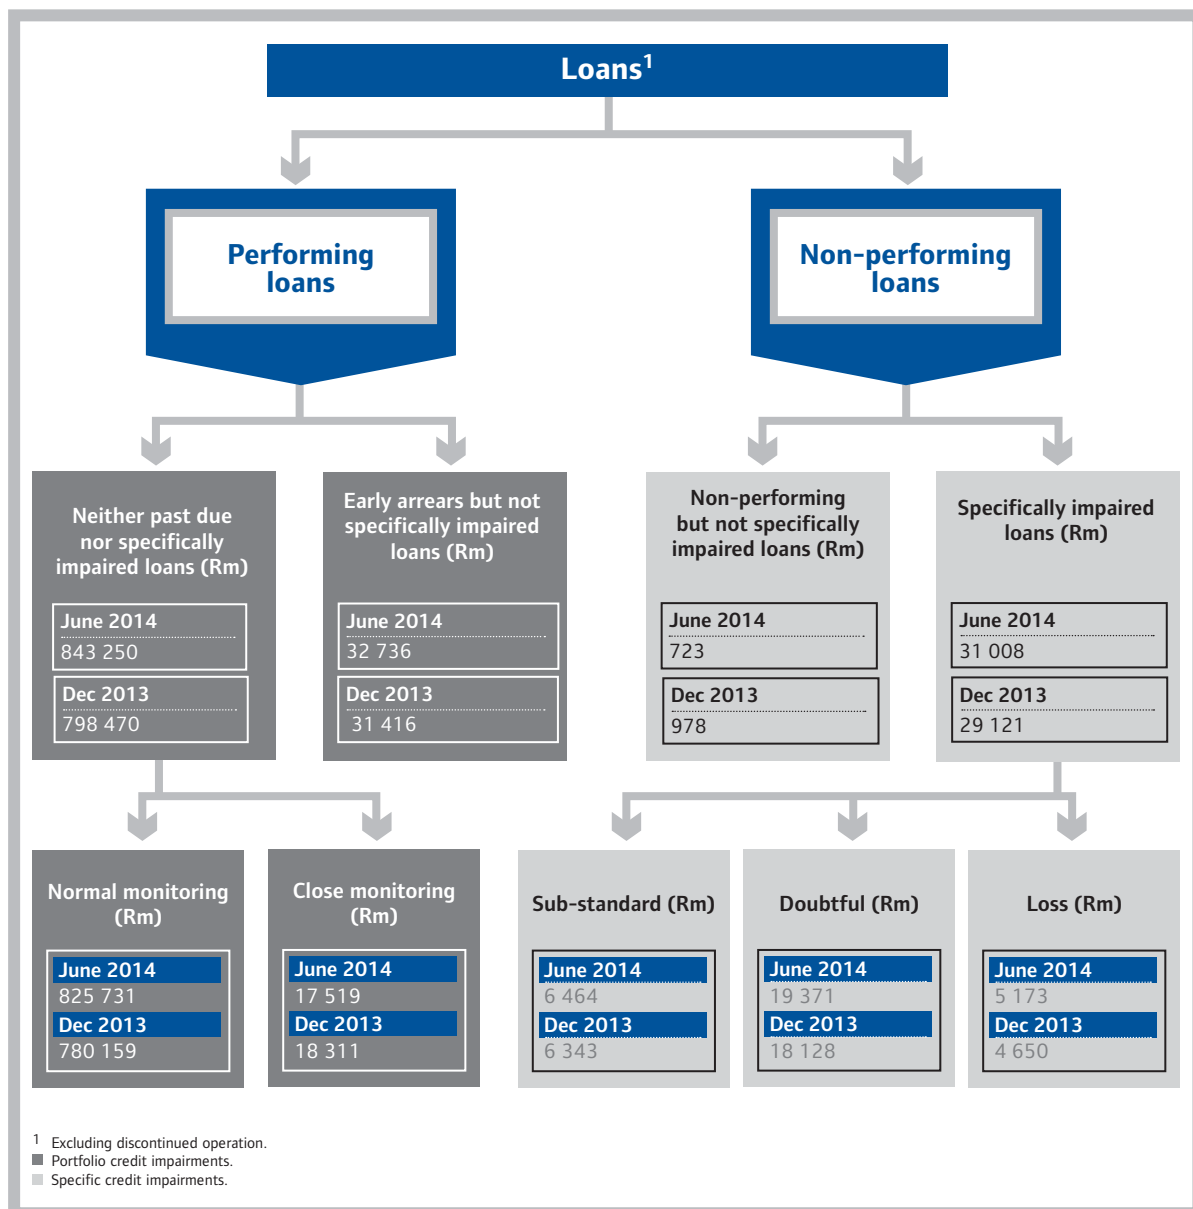 Loans1
Performing
loans
Non-performing
loans
Neither past due
nor specifically
impaired loans (Rm)
June 2014
843 250
Dec 2013
798 470
Early arrears but not
specifically impaired
loans (Rm)
June 2014
32 736
Dec 2013
31 416
Non-performing
but not specifically
impaired loans (Rm)
June 2014
723
Dec 2013
978
Specifically impaired
loans (Rm)
June 2014
31 008
Dec 2013
29 121
Normal monitoring
(Rm)
June 2014
825 731
Dec 2013
780 159
Close monitoring
(Rm)
June 2014
17 519
Dec 2013
18 311
Sub-standard (Rm)
June 2014
6 464
Dec 2013
6 343
Doubtful (Rm)
June 2014
19 371
Dec 2013
18 128
Loss (Rm)
June 2014
5 173
Dec 2013
4 650
1 Excluding discontinued operation.
Portfolio credit impairments.
Specific credit impairments.